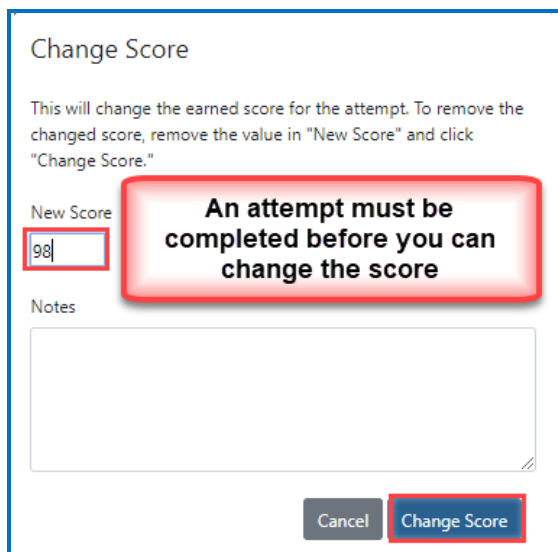 Change Score
This will change the earned score for the attempt. To remove the
changed score, remove the value in "New Score" and click
"Change Score."
New Score
An attempt must be
completed before you can
change the score
98
Notes
Cancel
Change Score